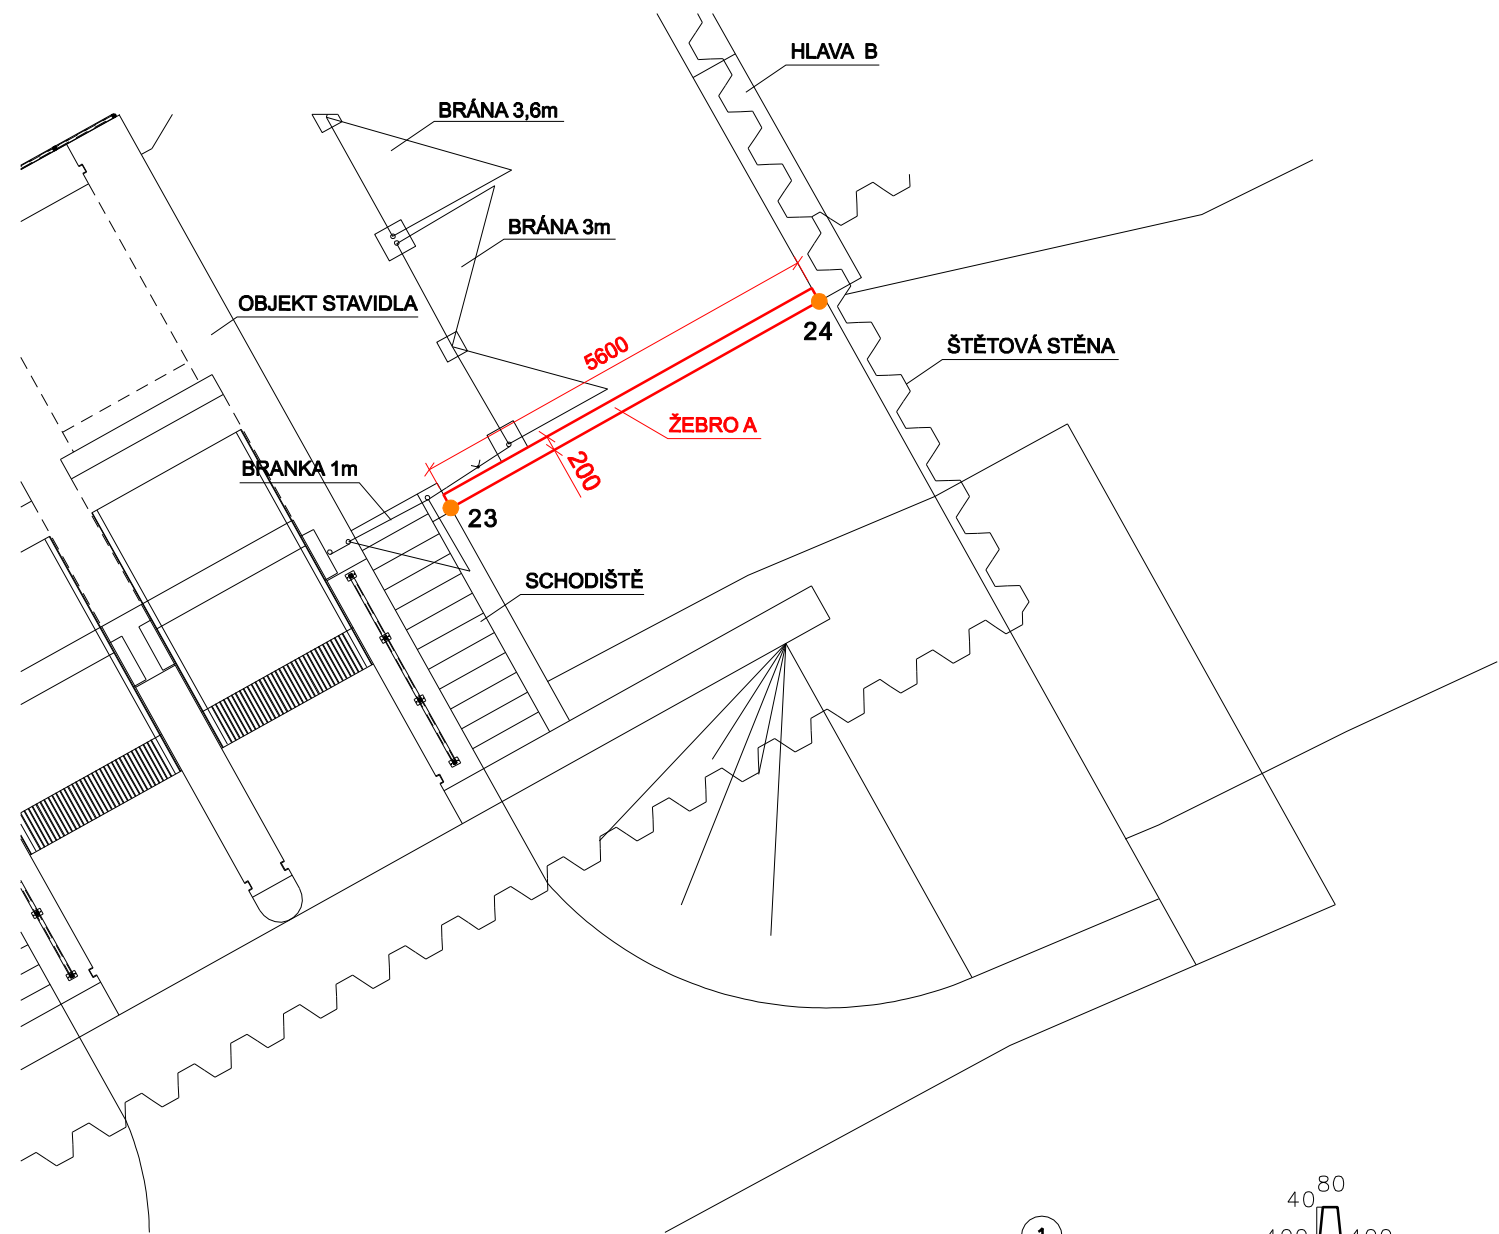 HLAVA B
BRÁNA 3,6m
BRÁNA 3m
OBJEKT STAVIDLA
24
ŠTĚTOVÁ STĚNA
5600
ŽEBRO A
BRANKA 1m
200
23
SCHODIŠTĚ
80
40
1